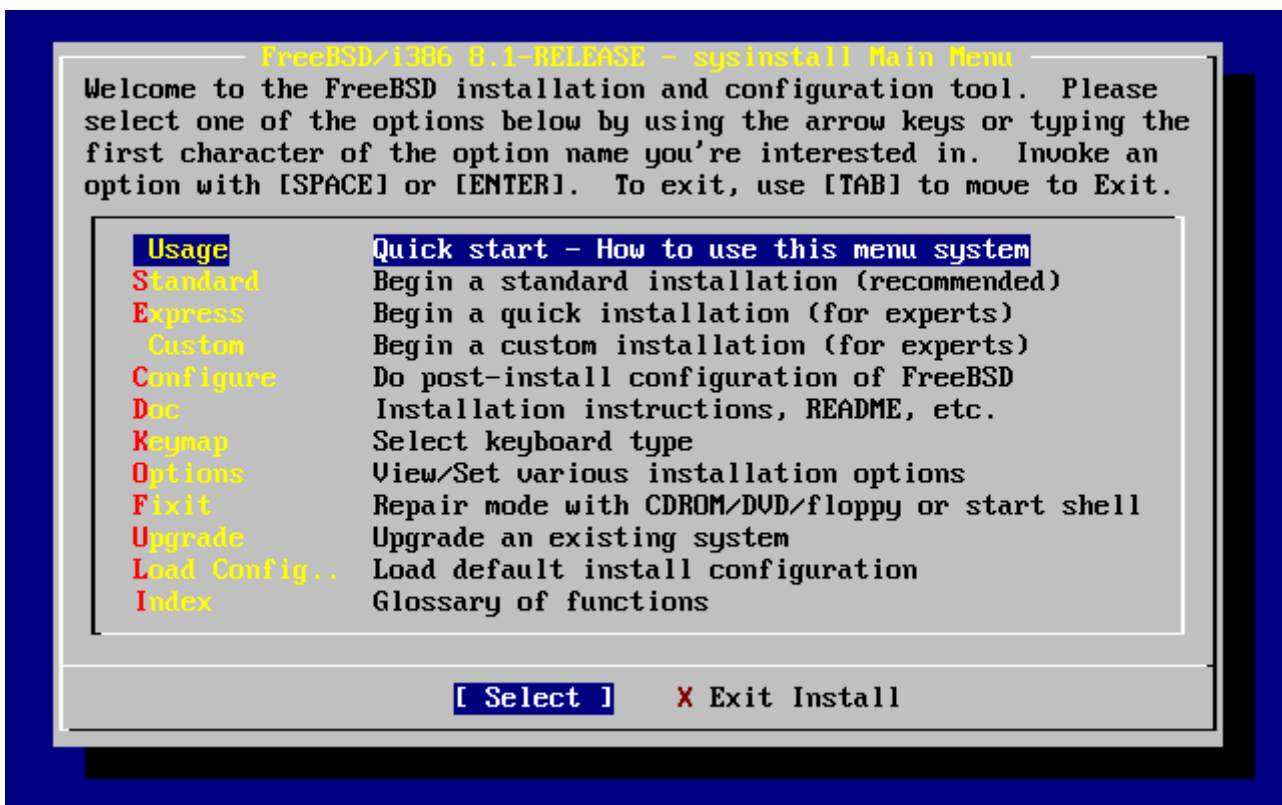 FreeBSD/i386 8.1-RELEASE - sysinstall Main Menu
Welcome to the FreeBSD installation and configuration tool.  Please
select one of the options below by using the arrow keys or typing the
first character of the option name you're interested in.  Invoke an
option with [SPACE] or [ENTER].  To exit, use [TAB] to move to Exit.
Usage Quick start - How to use this menu system
Standard Begin a standard installation (recommended)
Express Begin a quick installation (for experts)
Custom Begin a custom installation (for experts)
Configure Do post-install configuration of FreeBSD
Doc Installation instructions, README, etc.
Keymap Select keyboard type
Options View/Set various installation options
Fixit Repair mode with CDROM/DVD/floppy or start shell
Upgrade Upgrade an existing system
Load Config.. Load default install configuration
Index Glossary of functions
[ Select ] X Exit Install